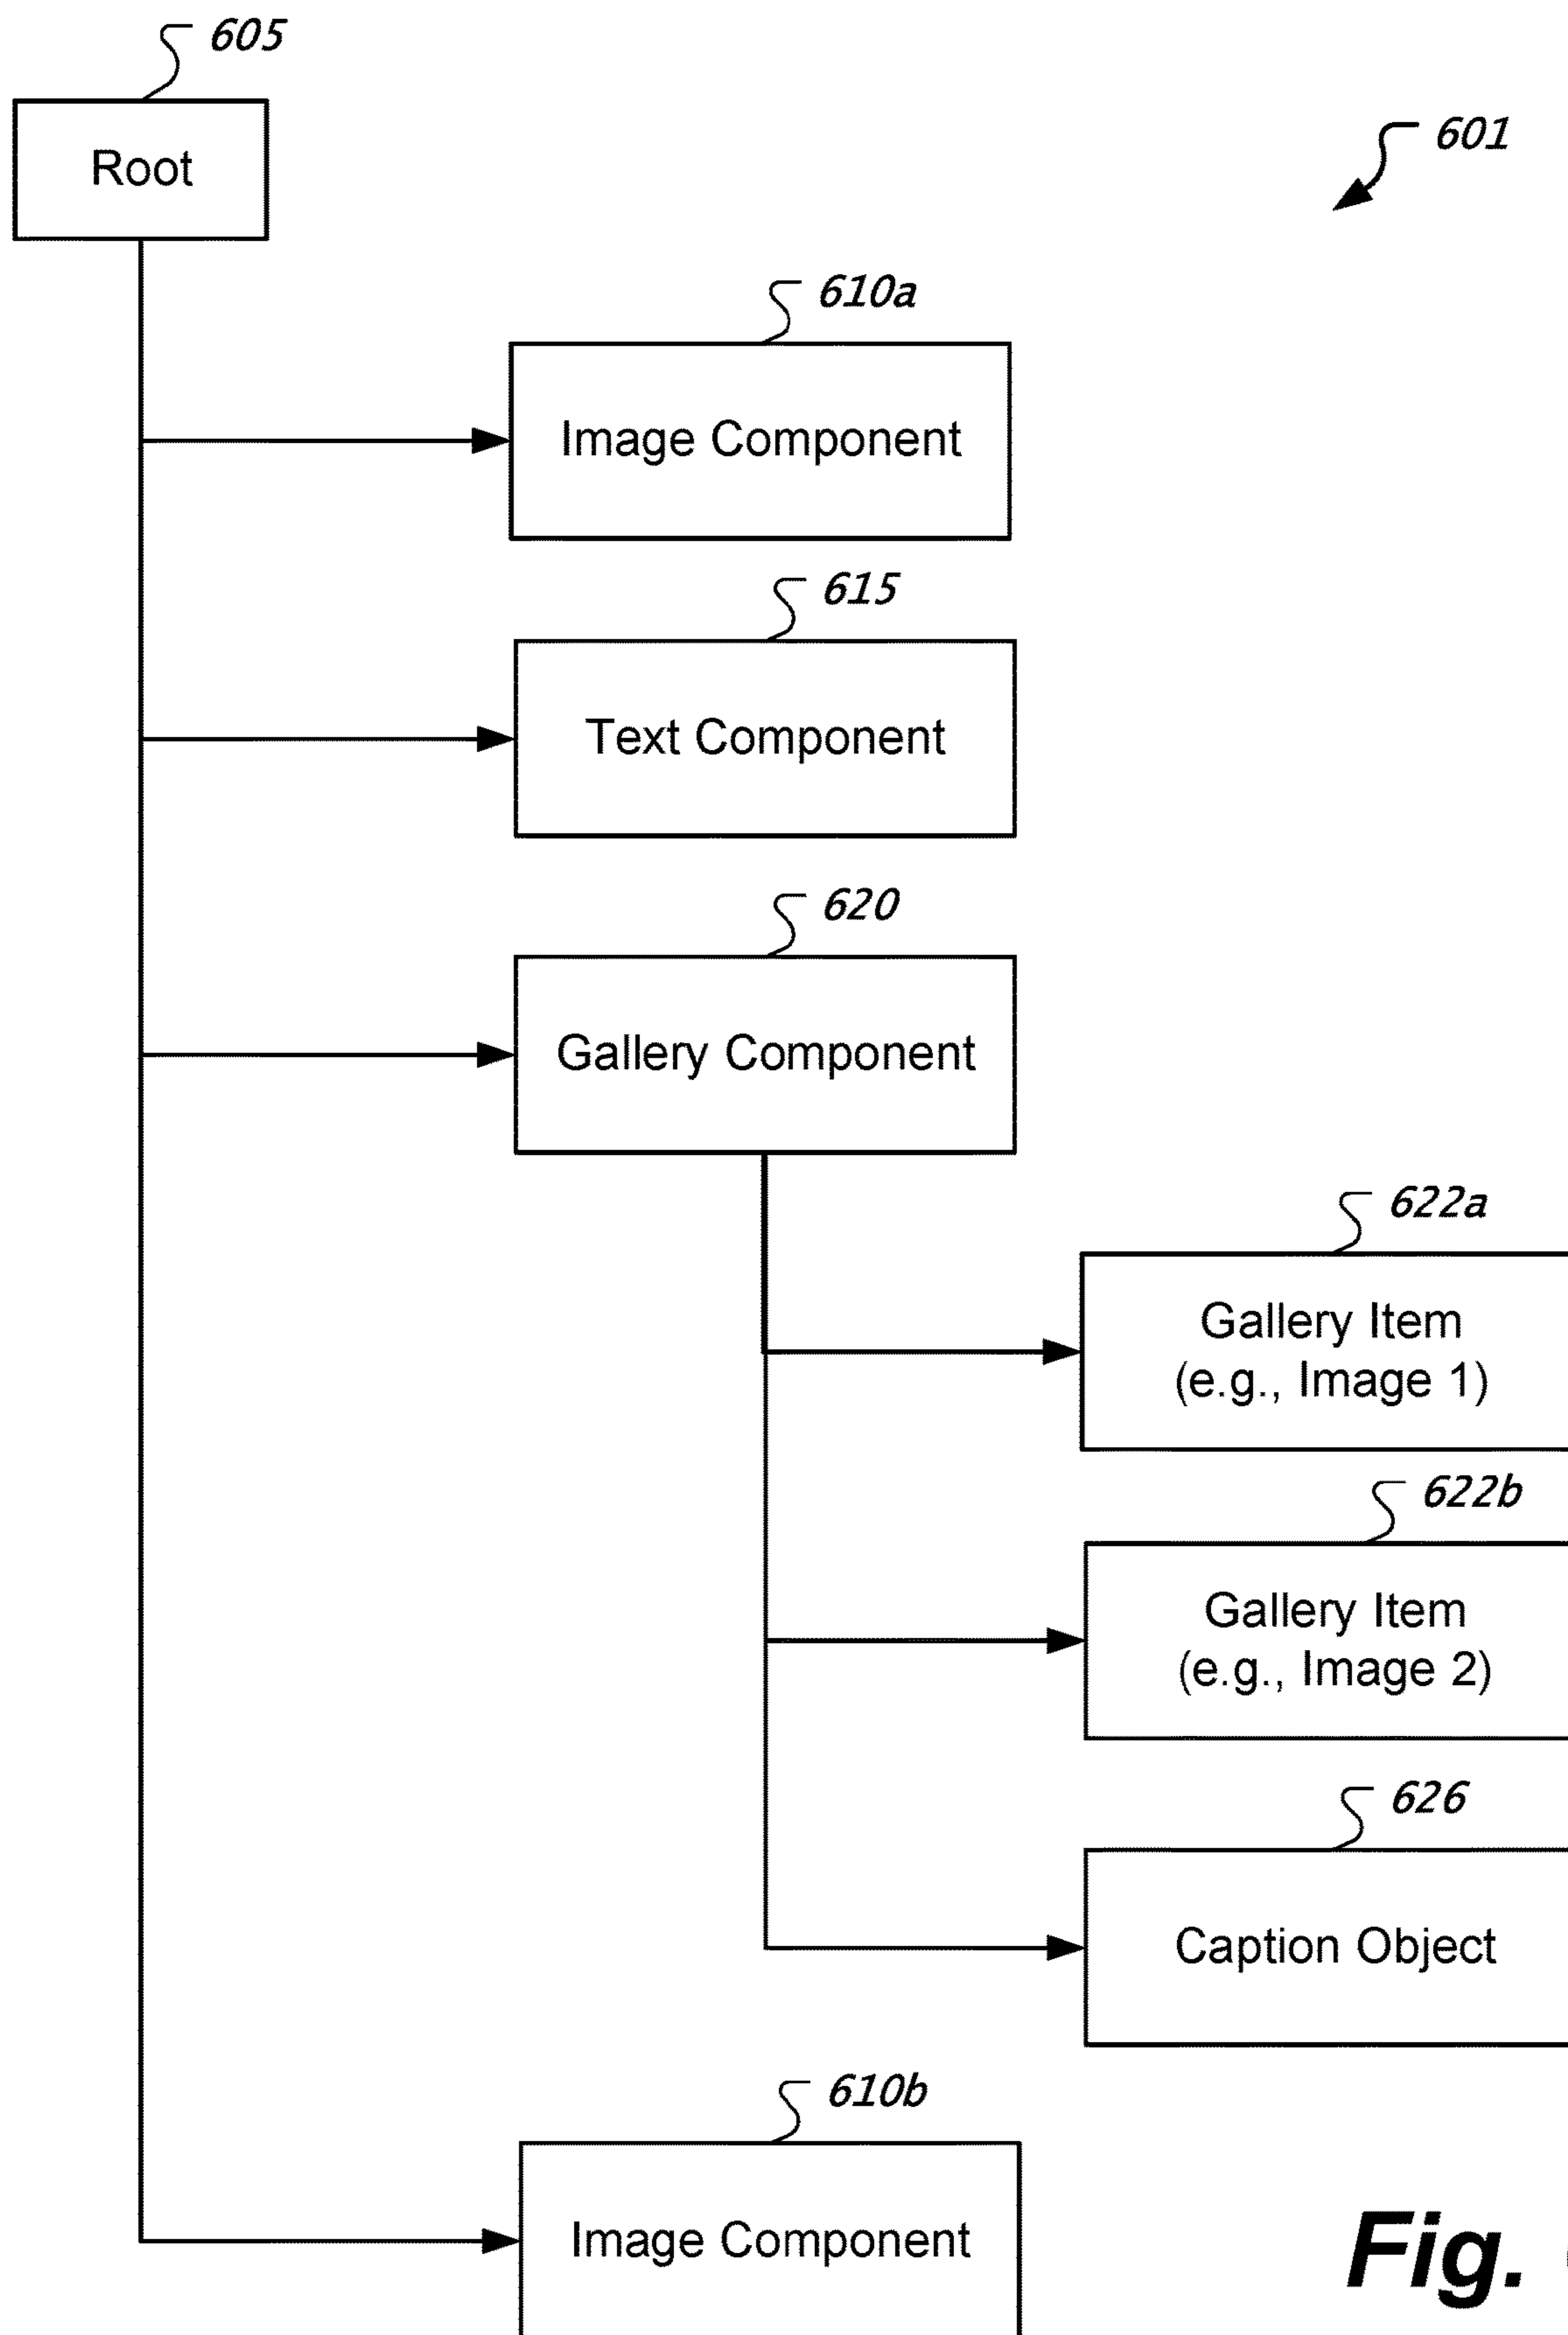 605
Root
601
610a
Image Component
615
Text Component
620
Gallery Component
622a
Gallery Item
(e.g., Image 1)
622b
Gallery Item
(e.g., Image 2)
626
Caption Object
610b
Image Component
Fig.